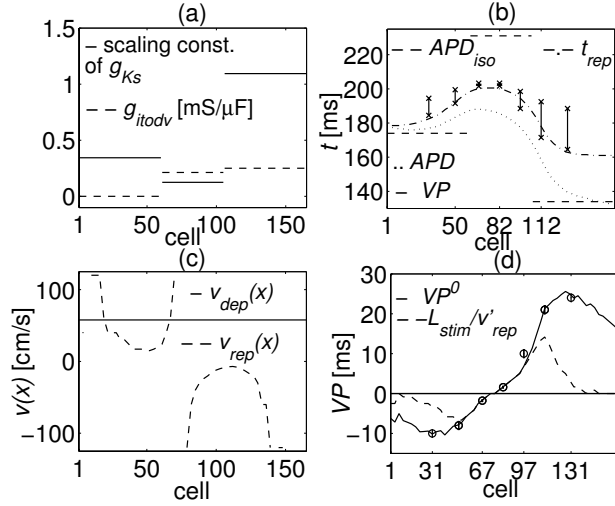 (a)
1.5
1
0.5
0
– scaling const.
of g_Ks
-- g_itodv [mS/μF]
1 50 100 150
cell
(b)
220
200
180
160
140
t [ms]
-- APD_iso
-·- t_rep
·· APD
– VP
1 50 82 112
cell
(c)
100
0
−100
v(x) [cm/s]
– v_dep(x)
-- v_rep(x)
1 50 100 150
cell
(d)
30
20
10
0
−10
VP [ms]
– VP^0
-- –L_stim/v'_rep
1 31 67 97 131
cell